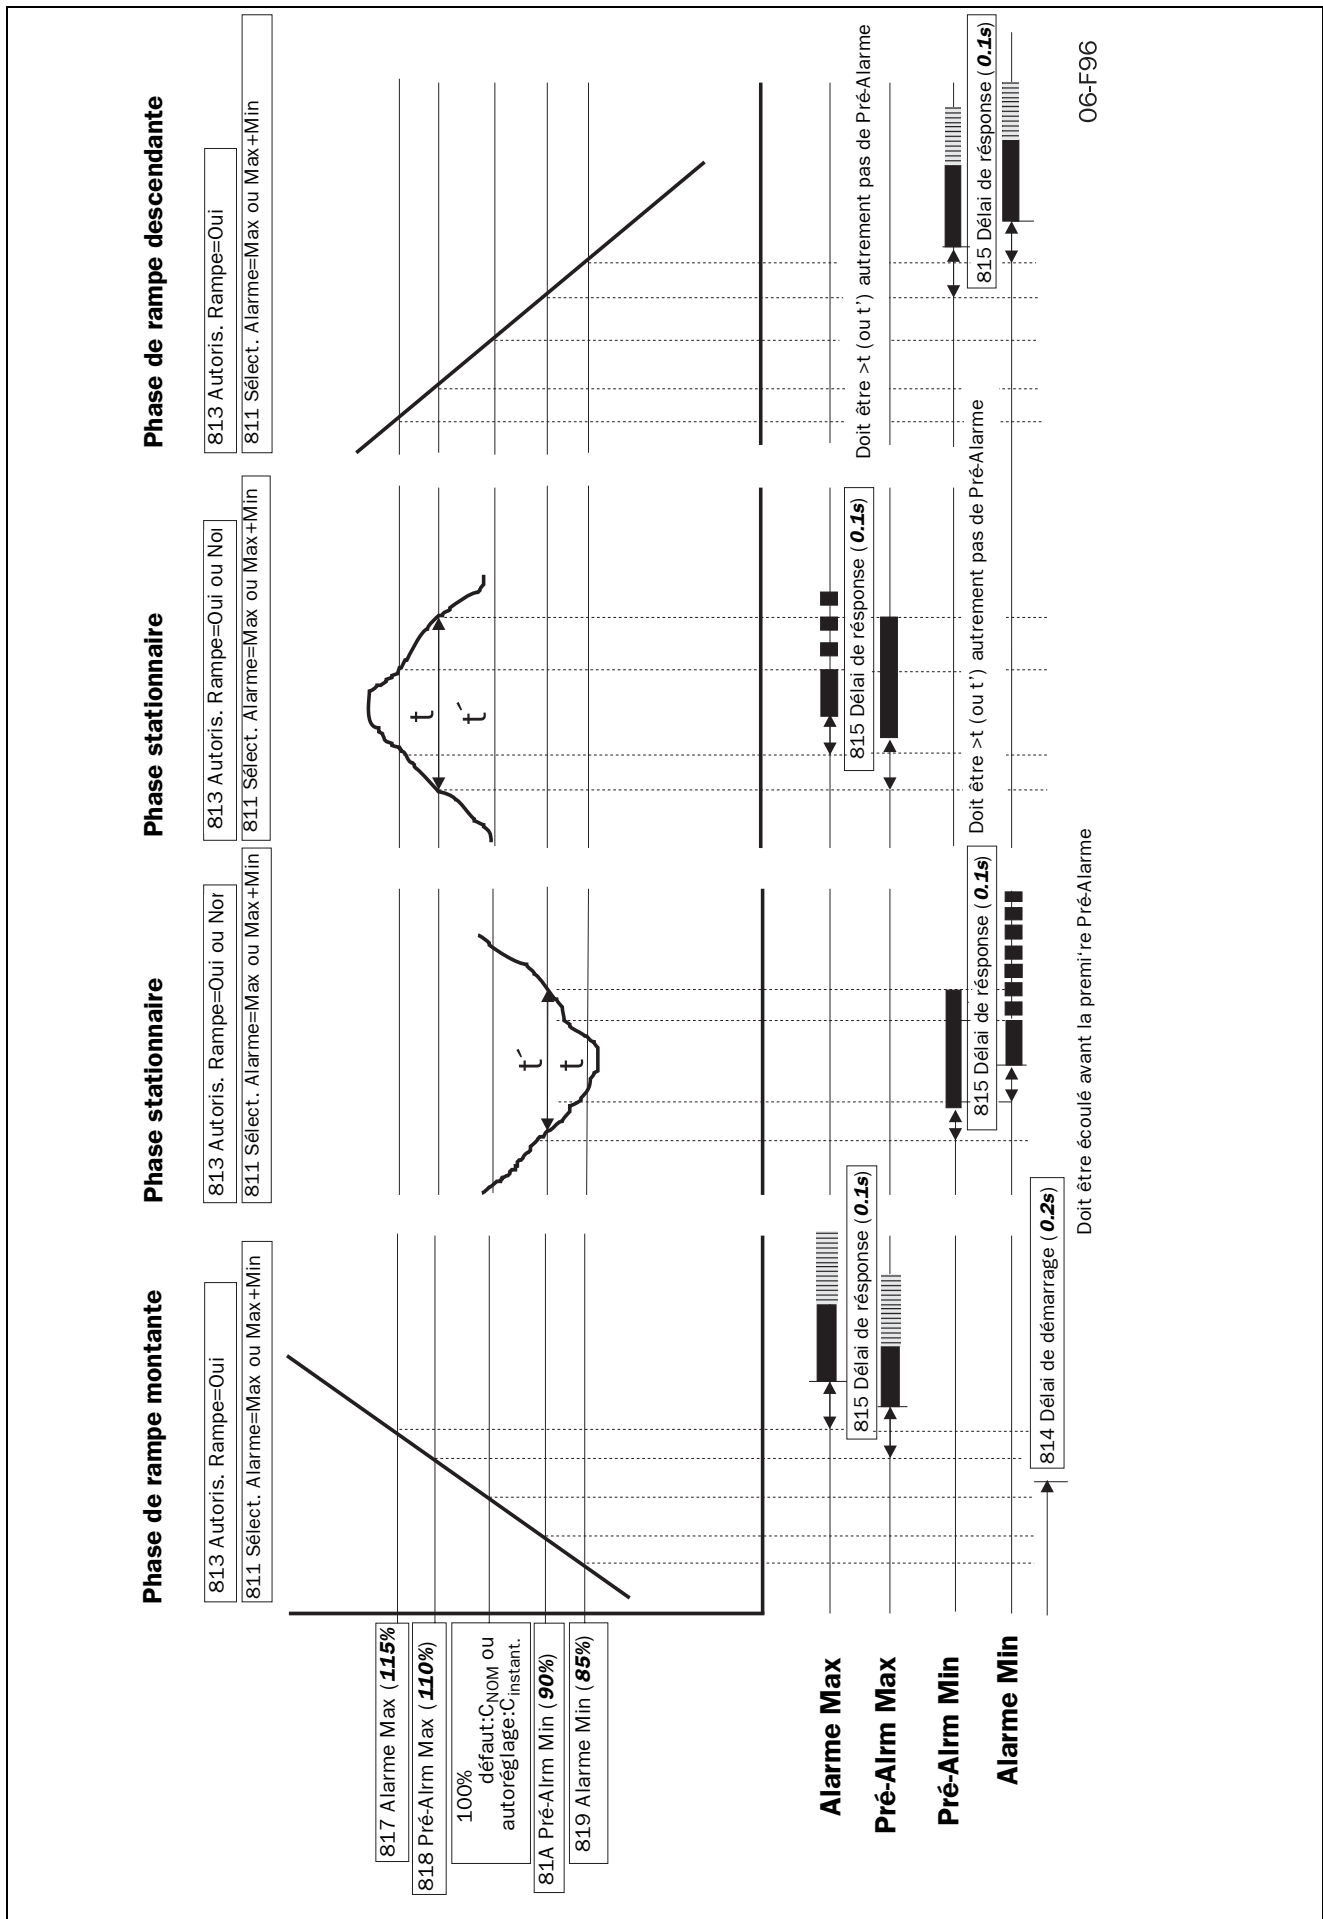 Phase de rampe montante
Phase stationnaire
Phase stationnaire
Phase de rampe descendante
813 Autoris. Rampe=Oui
811 Sélect. Alarme=Max ou Max+Min
813 Autoris. Rampe=Oui ou Nor
811 Sélect. Alarme=Max ou Max+Min
813 Autoris. Rampe=Oui ou Noı
811 Sélect. Alarme=Max ou Max+Min
813 Autoris. Rampe=Oui
811 Sélect. Alarme=Max ou Max+Min
817 Alarme Max (115%
818 Pré-Alrm Max (110%)
100%
défaut:CNOM ou
autoréglage:Cinstant.
81A Pré-Alrm Min (90%)
819 Alarme Min (85%)
t´
t
t
t´
Alarme Max
815 Délai de résponse (0.1s)
815 Délai de résponse (0.1s)
Doit être >t (ou t') autrement pas de Pré-Alarme
Pré-Alrm Max
Pré-Alrm Min
815 Délai de résponse (0.1s)
Doit être >t (ou t') autrement pas de Pré-Alarme
815 Délai de résponse (0.1s)
Alarme Min
814 Délai de démarrage (0.2s)
Doit être écoulé avant la premi're Pré-Alarme
06-F96